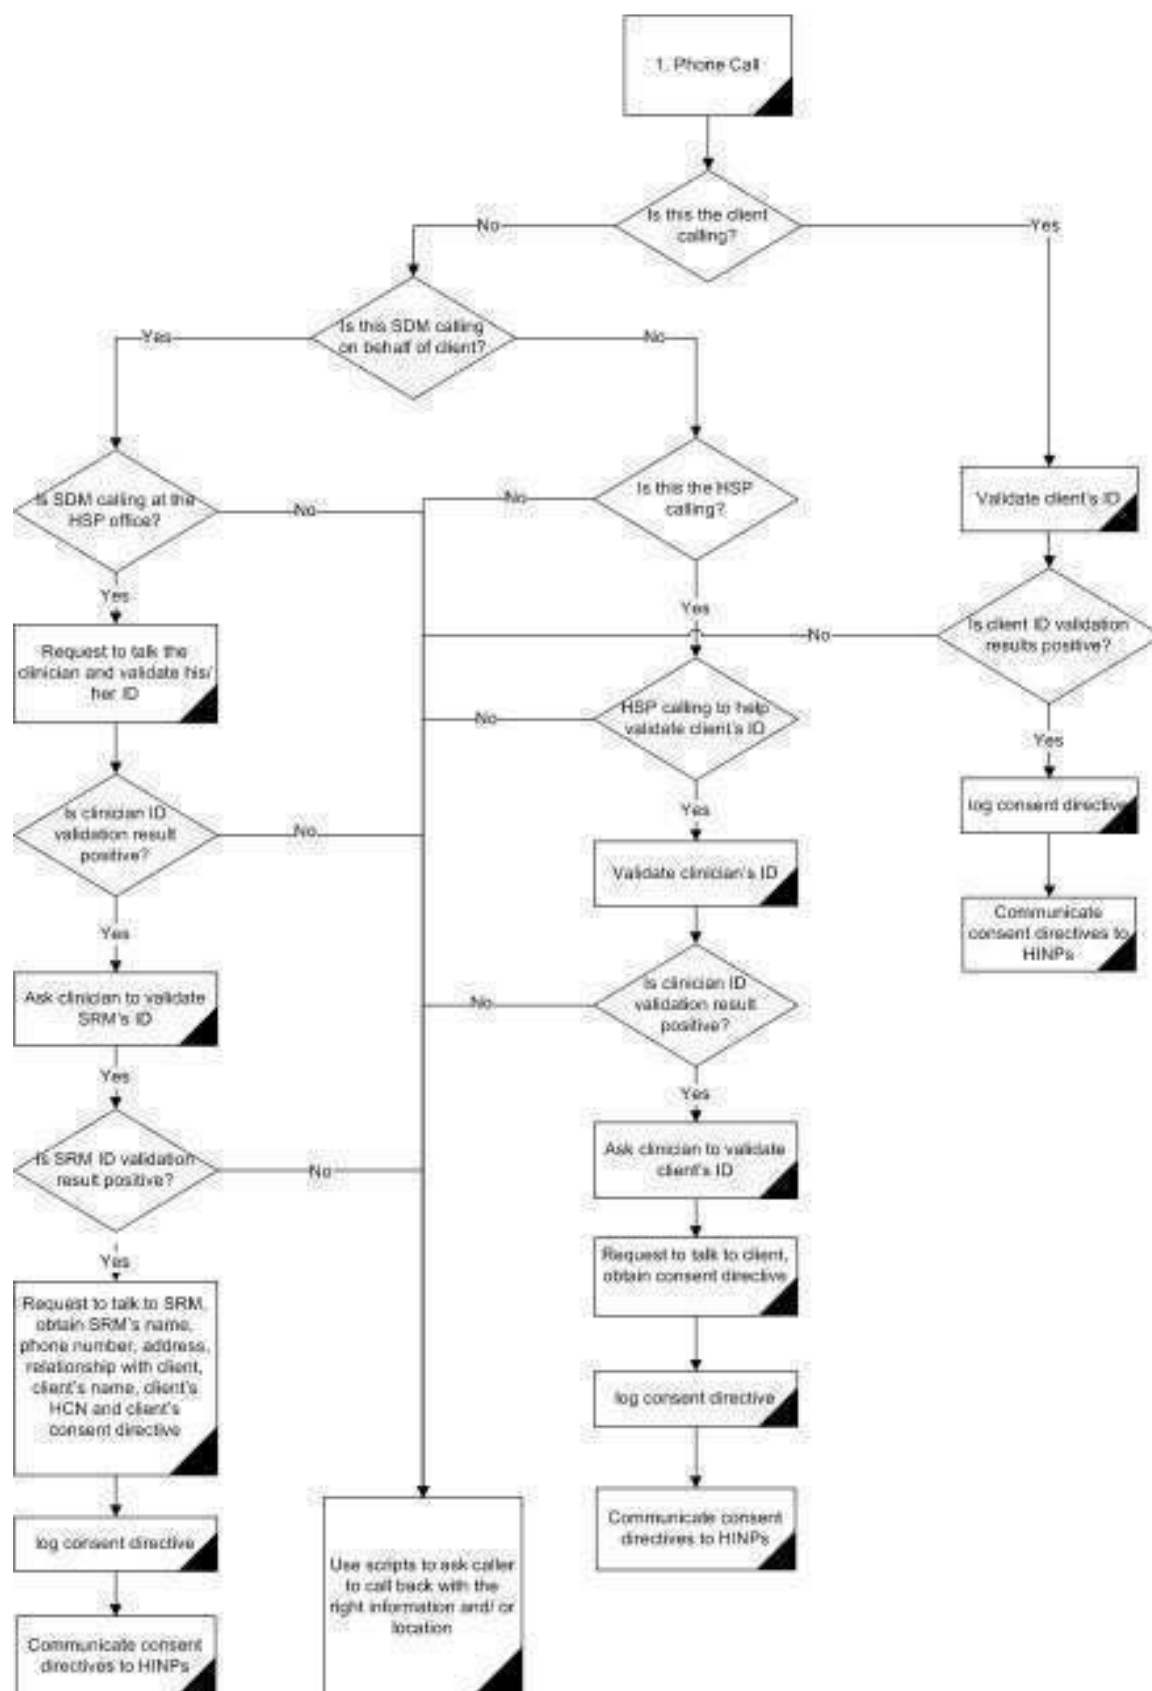 1. Phone Call
Is this the client
calling?
No
Yes
Is this SDM calling
on behalf of client?
Yes
No
Is SDM calling at the
HSP office?
No
No
Is this the HSP
calling?
Validate client's ID
Yes
Yes
No
Is client ID validation
results positive?
Request to talk the
clinician and validate his/
her ID
No
HSP calling to help
validate client's ID
Yes
Yes
log consent directive
Is clinician ID
validation result
positive?
No
Validate clinician's ID
Communicate
consent directives to
HINPs
Yes
Ask clinician to validate
SRM's ID
No
Is clinician ID
validation result
positive?
Yes
Yes
Is SRM ID validation
result positive?
No
Ask clinician to validate
client's ID
Yes
Request to talk to client,
obtain consent directive
Request to talk to SRM,
obtain SRM's name,
phone number, address,
relationship with client,
client's name, client's
HCN and client's
consent directive
log consent directive
Communicate consent
directives to HINPs
log consent directive
Use scripts to ask caller
to call back with the
right information and/ or
location
Communicate consent
directives to HINPs